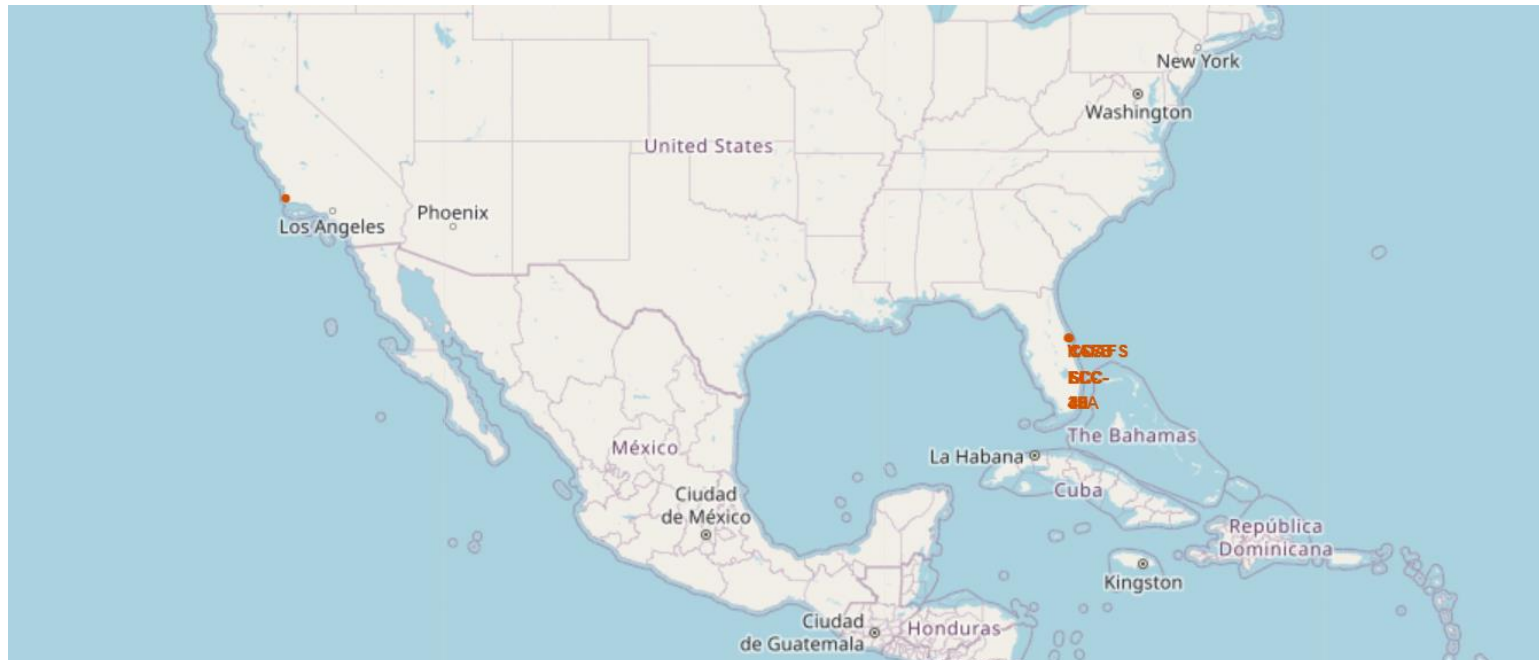 New York
Washington
United States
Phoenix
Los Angeles
The Bahamas
México
La Habana
Cuba
Ciudad
de México
República
Dominicana
Kingston
Ciudad
de Guatemala
Honduras